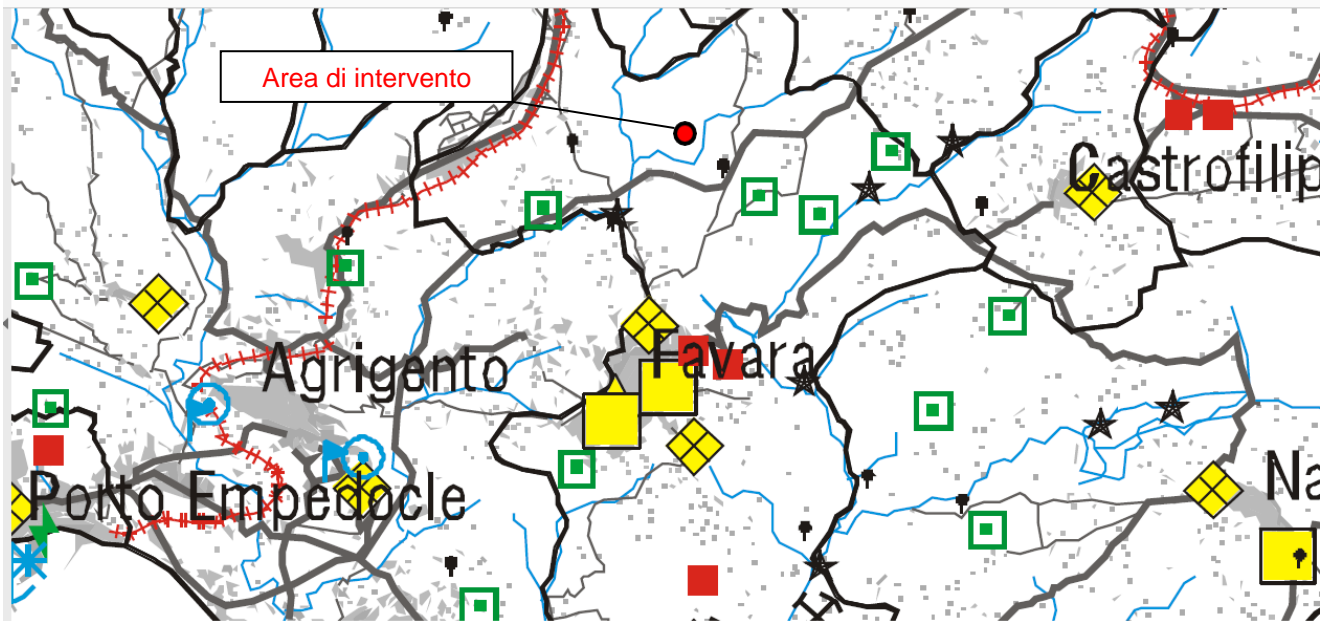 Area di intervento
Castrofilip
Favara
Agrigento
Porto Empedocle
Na